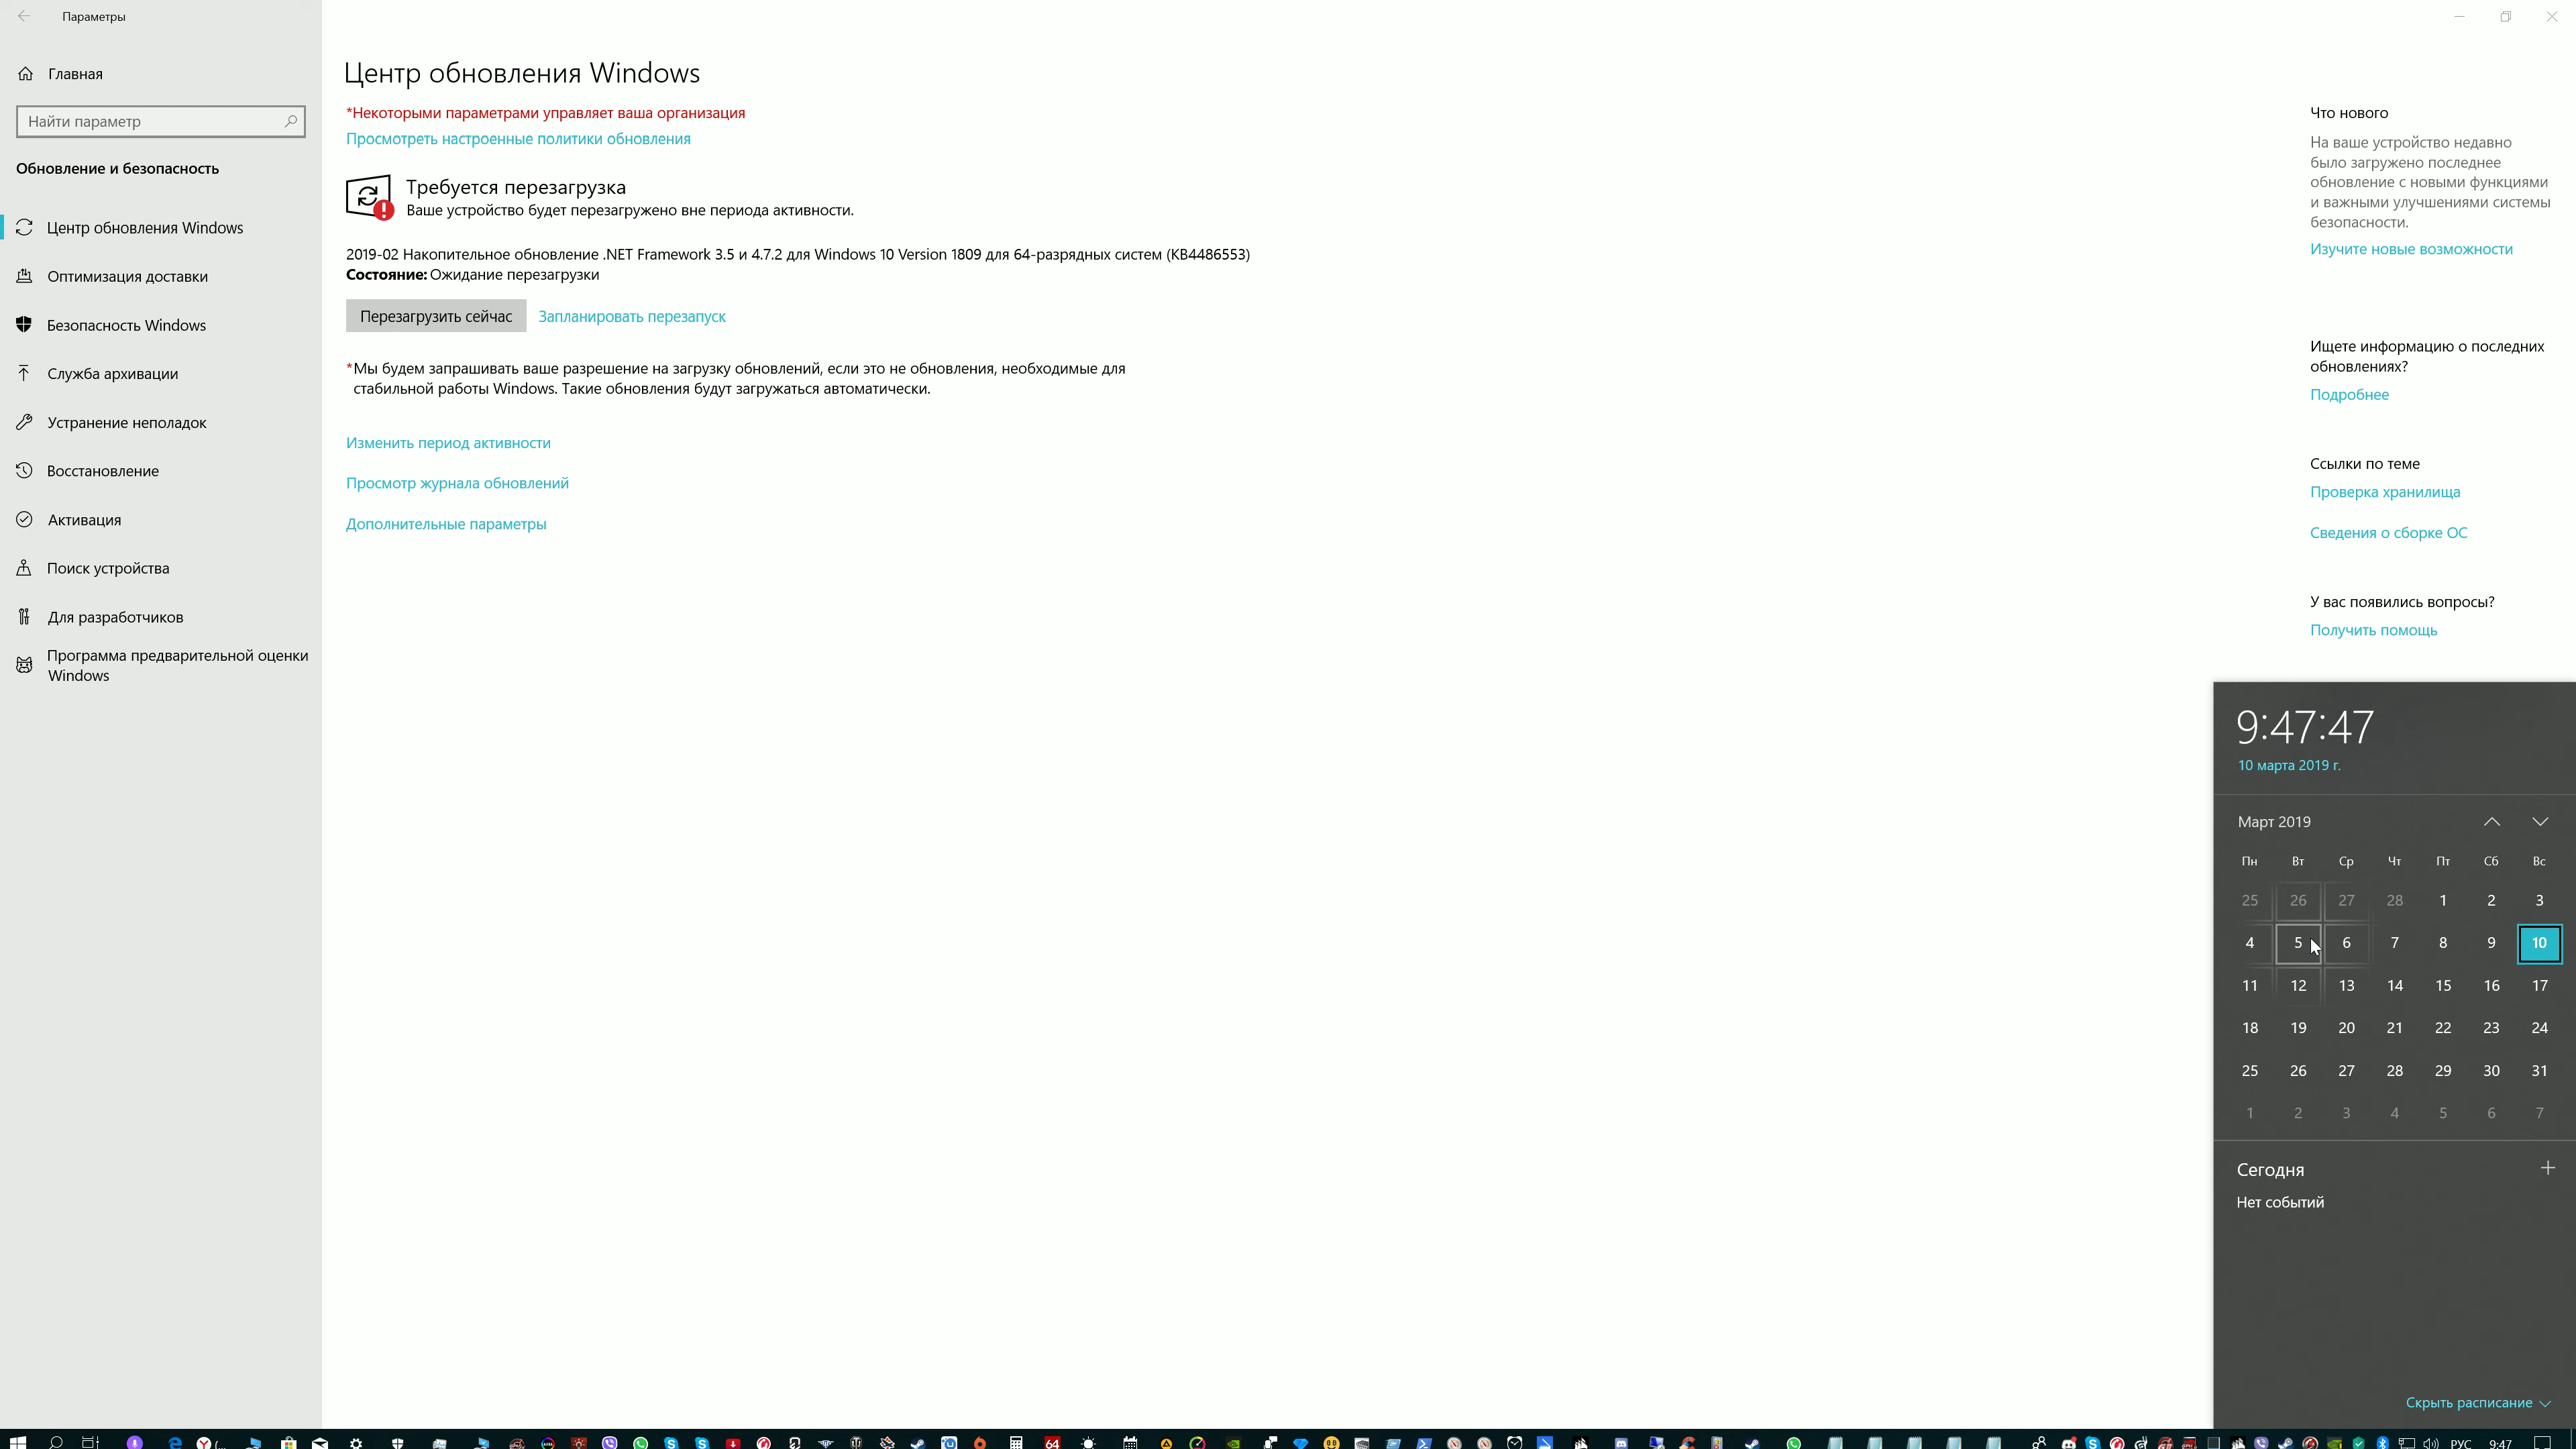 Параметры
Главная
Найти параметр
Обновление и безопасность
Центр обновления Windows
Оптимизация доставки
Безопасность Windows
Служба архивации
Устранение неполадок
Восстановление
Активация
Поиск устройства
Для разработчиков
Программа предварительной оценки
Windows
Центр обновления Windows
*Некоторыми параметрами управляет ваша организация
Просмотреть настроенные политики обновления
Требуется перезагрузка
Ваше устройство будет перезагружено вне периода активности.
2019-02 Накопительное обновление .NET Framework 3.5 и 4.7.2 для Windows 10 Version 1809 для 64-разрядных систем (KB4486553)
Состояние: Ожидание перезагрузки
Перезагрузить сейчас Запланировать перезапуск
*Мы будем запрашивать ваше разрешение на загрузку обновлений, если это не обновления, необходимые для
стабильной работы Windows. Такие обновления будут загружаться автоматически.
Изменить период активности
Просмотр журнала обновлений
Дополнительные параметры
Что нового
На ваше устройство недавно
было загружено последнее
обновление с новыми функциями
и важными улучшениями системы
безопасности.
Изучите новые возможности
Ищете информацию о последних
обновлениях?
Подробнее
Ссылки по теме
Проверка хранилища
Сведения о сборке ОС
У вас появились вопросы?
Получить помощь
9:47:47
10 марта 2019 г.
Март 2019
Пн Вт Ср Чт Пт Сб Вс
25 26 27 28 1 2 3
4 5 6 7 8 9 10
11 12 13 14 15 16 17
18 19 20 21 22 23 24
25 26 27 28 29 30 31
1 2 3 4 5 6 7
Сегодня
Нет событий
Скрыть расписание
64 РУС 9:47